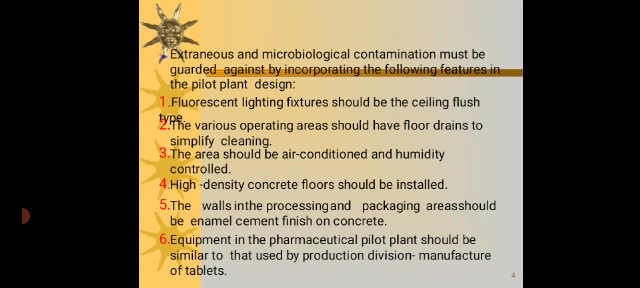 Extraneous and microbiological contamination must be
guarded against by incorporating the following features in
the pilot plant design:
1.Fluorescent lighting fixtures should be the ceiling flush
type.
2.The various operating areas should have floor drains to
simplify cleaning.
3.The area should be air-conditioned and humidity
controlled.
4.High -density concrete floors should be installed.
5.The walls inthe processingand packaging areasshould
be enamel cement finish on concrete.
6.Equipment in the pharmaceutical pilot plant should be
similar to that used by production division- manufacture
of tablets.
4